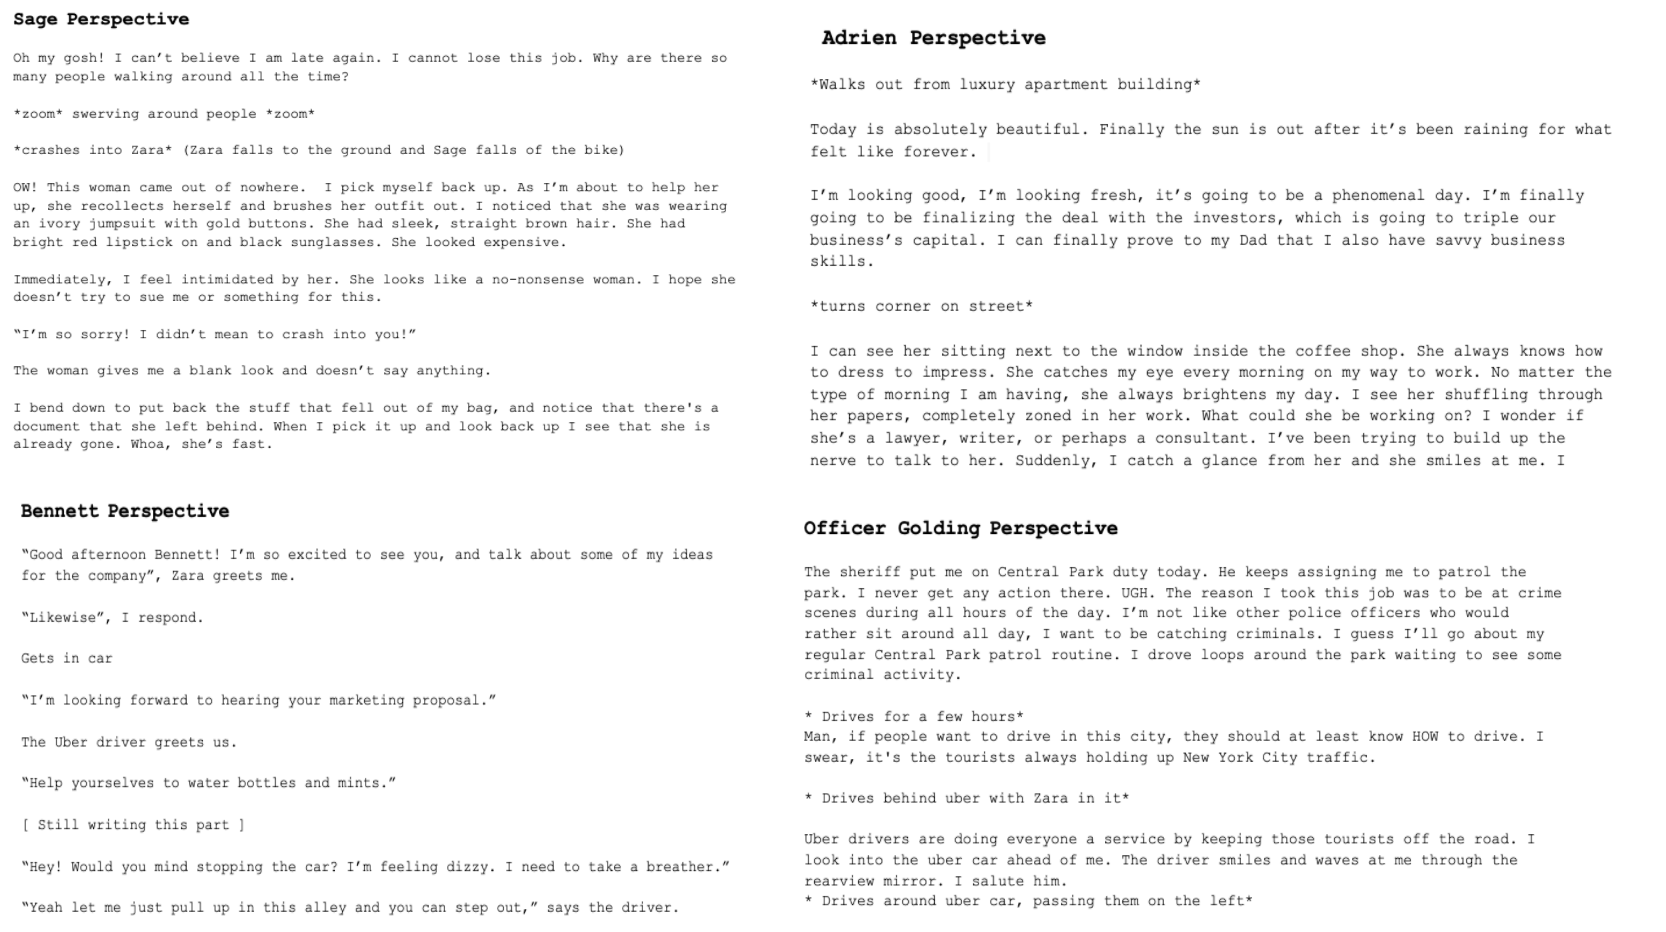 Sage Perspective
Oh my gosh! I can’t believe I am late again. I cannot lose this job. Why are there so
many people walking around all the time?
*zoom* swerving around people *zoom*
*crashes into Zara* (Zara falls to the ground and Sage falls of the bike)
OW! This woman came out of nowhere.  I pick myself back up. As I’m about to help her
up, she recollects herself and brushes her outfit out. I noticed that she was wearing
an ivory jumpsuit with gold buttons. She had sleek, straight brown hair. She had
bright red lipstick on and black sunglasses. She looked expensive.
Immediately, I feel intimidated by her. She looks like a no-nonsense woman. I hope she
doesn’t try to sue me or something for this.
“I’m so sorry! I didn’t mean to crash into you!”
The woman gives me a blank look and doesn’t say anything.
I bend down to put back the stuff that fell out of my bag, and notice that there's a
document that she left behind. When I pick it up and look back up I see that she is
already gone. Whoa, she’s fast.
Adrien Perspective
*Walks out from luxury apartment building*
Today is absolutely beautiful. Finally the sun is out after it’s been raining for what
felt like forever.
I’m looking good, I’m looking fresh, it’s going to be a phenomenal day. I’m finally
going to be finalizing the deal with the investors, which is going to triple our
business’s capital. I can finally prove to my Dad that I also have savvy business
skills.
*turns corner on street*
I can see her sitting next to the window inside the coffee shop. She always knows how
to dress to impress. She catches my eye every morning on my way to work. No matter the
type of morning I am having, she always brightens my day. I see her shuffling through
her papers, completely zoned in her work. What could she be working on? I wonder if
she’s a lawyer, writer, or perhaps a consultant. I’ve been trying to build up the
nerve to talk to her. Suddenly, I catch a glance from her and she smiles at me. I
Bennett Perspective
“Good afternoon Bennett! I’m so excited to see you, and talk about some of my ideas
for the company”, Zara greets me.
“Likewise”, I respond.
Gets in car
“I’m looking forward to hearing your marketing proposal.”
The Uber driver greets us.
“Help yourselves to water bottles and mints.”
[ Still writing this part ]
“Hey! Would you mind stopping the car? I’m feeling dizzy. I need to take a breather.”
“Yeah let me just pull up in this alley and you can step out,” says the driver.
Officer Golding Perspective
The sheriff put me on Central Park duty today. He keeps assigning me to patrol the
park. I never get any action there. UGH. The reason I took this job was to be at crime
scenes during all hours of the day. I’m not like other police officers who would
rather sit around all day, I want to be catching criminals. I guess I’ll go about my
regular Central Park patrol routine. I drove loops around the park waiting to see some
criminal activity.
* Drives for a few hours*
Man, if people want to drive in this city, they should at least know HOW to drive. I
swear, it's the tourists always holding up New York City traffic.
* Drives behind uber with Zara in it*
Uber drivers are doing everyone a service by keeping those tourists off the road. I
look into the uber car ahead of me. The driver smiles and waves at me through the
rearview mirror. I salute him.
* Drives around uber car, passing them on the left*